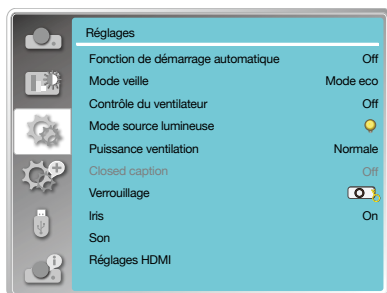 Réglages
Fonction de démarrage automatique Off
Mode veille Mode eco
Contrôle du ventilateur Off
Mode source lumineuse
Puissance ventilation Normale
Closed caption Off
Verrouillage
Iris On
Son
Réglages HDMI